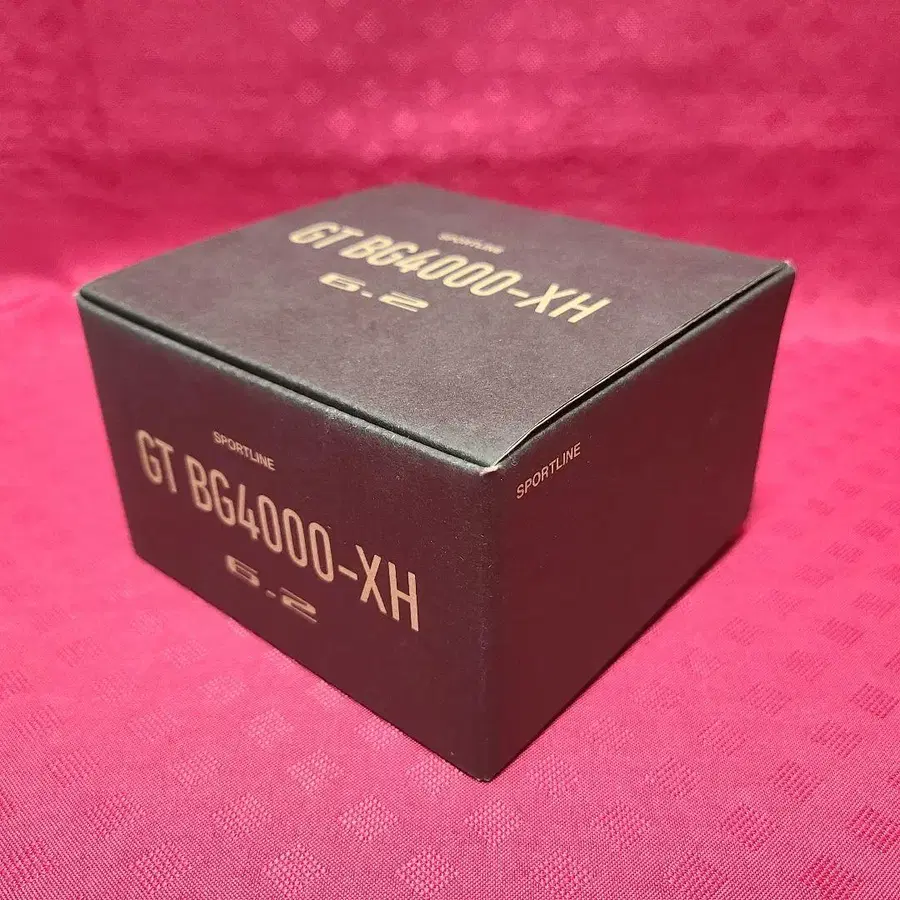 SPORTLINE
GT BG4000-XH
6.2
SPORTLINE
GT BG4000-XH
6.2
SPORTLINE